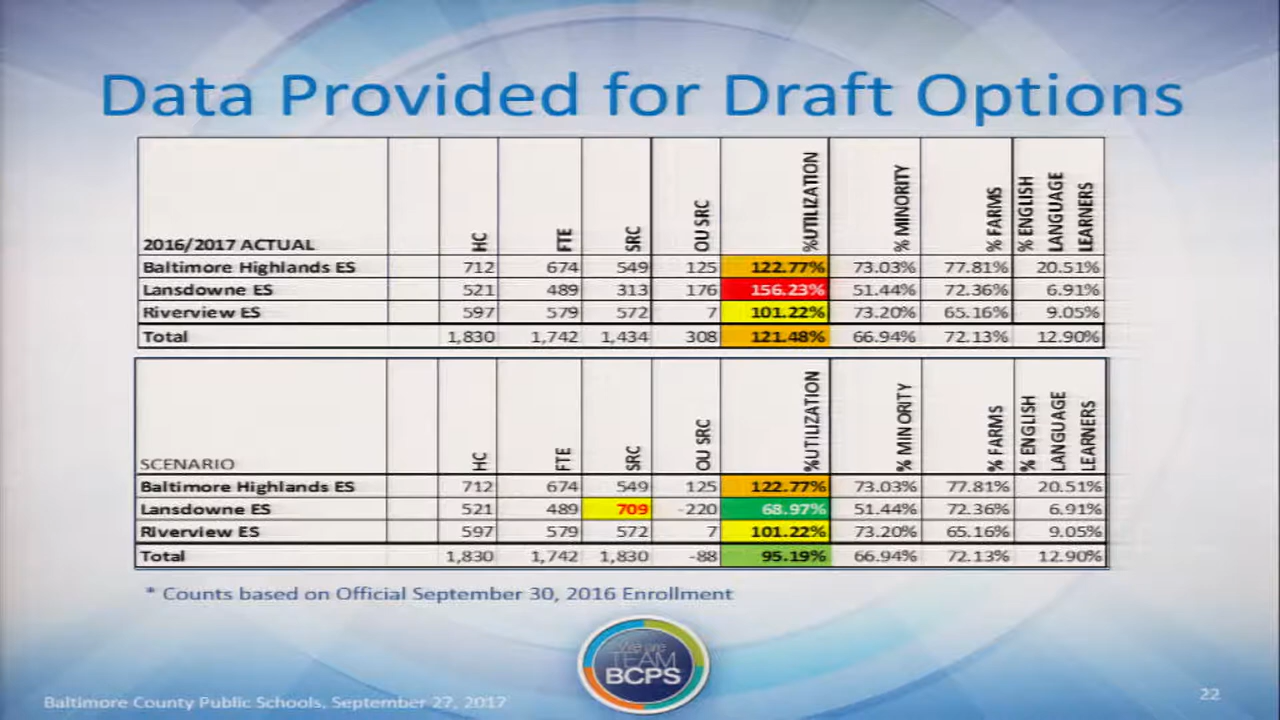 Data Provided for Draft Options
2016/2017 ACTUAL HC FTE SRC OU SRC %UTILIZATION % MINORITY % FARMS % ENGLISH LANGUAGE LEARNERS
Baltimore Highlands ES 712 674 549 125 122.77% 73.03% 77.81% 20.51%
Lansdowne ES 521 489 313 176 156.23% 51.44% 72.36% 6.91%
Riverview ES 597 579 572 7 101.22% 73.20% 65.16% 9.05%
Total 1,830 1,742 1,434 308 121.48% 66.94% 72.13% 12.90%
SCENARIO HC FTE SRC OU SRC %UTILIZATION % MINORITY % FARMS % ENGLISH LANGUAGE LEARNERS
Baltimore Highlands ES 712 674 549 125 122.77% 73.03% 77.81% 20.51%
Lansdowne ES 521 489 709 -220 68.97% 51.44% 72.36% 6.91%
Riverview ES 597 579 572 7 101.22% 73.20% 65.16% 9.05%
Total 1,830 1,742 1,830 -88 95.19% 66.94% 72.13% 12.90%
* Counts based on Official September 30, 2016 Enrollment
We are
TEAM
BCPS
Baltimore County Public Schools, September 27, 2017
22